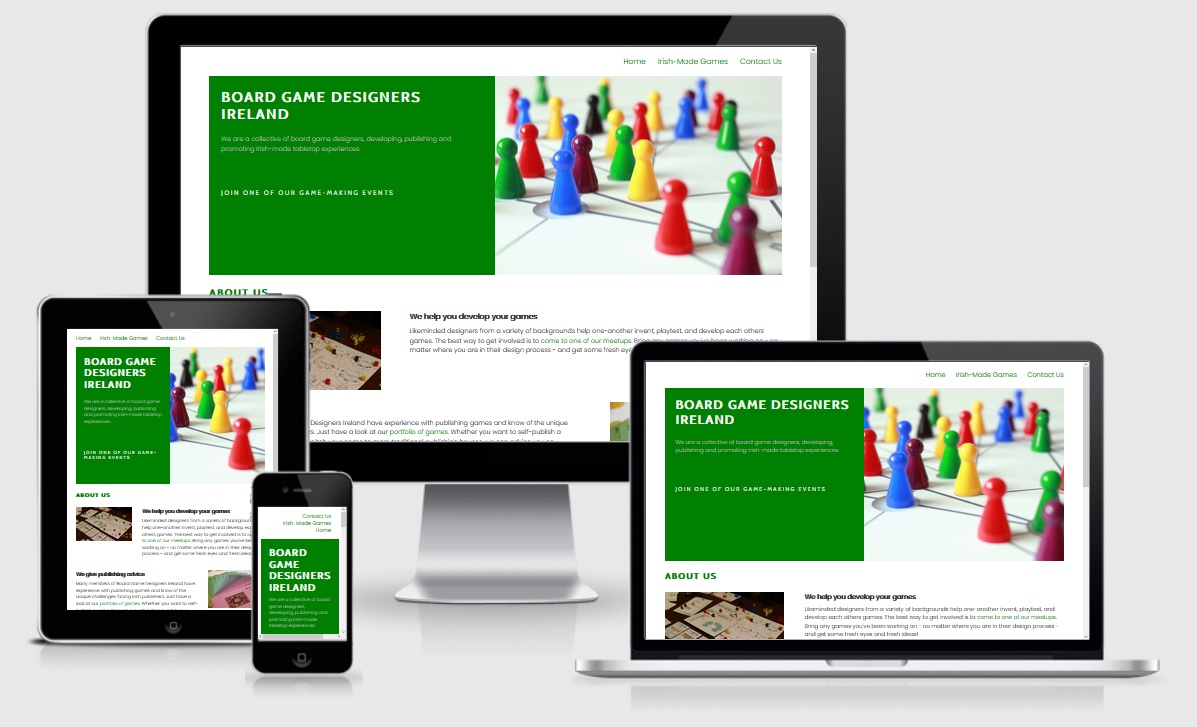 Home Irish-Made Games Contact Us
BOARD GAME DESIGNERS
IRELAND
We are a collective of board game designers, developing, publishing and
promoting Irish-made tabletop experiences.
JOIN ONE OF OUR GAME-MAKING EVENTS
ABOUT US
We help you develop your games
Likeminded designers from a variety of backgrounds help one-another invent, playtest, and develop each others
games. The best way to get involved is to come to one of our meetups. Bring any games you've been working on - no
matter where you are in their design process - and get some fresh eye
Designers Ireland have experience with publishing games and know of the unique
s. Just have a look at our portfolio of games. Whether you want to self-publish a
Home Irish-Made Games Contact Us
BOARD GAME
DESIGNERS
IRELAND
We are a collective of board game
designers, developing, publishing
and promoting Irish-made tabletop
experiences.
JOIN ONE OF OUR GAME-
MAKING EVENTS
ABOUT US
We help you develop your games
Likeminded designers from a variety of backgroun
help one-another invent, playtest, and develop ea
others games. The best way to get involved is to
to one of our meetups. Bring any games you've be
working on - no matter where you are in their desi
process - and get some fresh eyes and fresh ideas
We give publishing advice
Many members of Board Game Designers Ireland have
experience with publishing games and know of the
unique challenges facing Irish publishers. Just have a
look at our portfolio of games. Whether you want to self-
Contact Us
Irish-Made Games
Home
BOARD
GAME
DESIGNERS
IRELAND
We are a collective of board
game designers,
developing, publishing and
promoting Irish-made
tabletop experiences.
Home Irish-Made Games Contact Us
BOARD GAME DESIGNERS
IRELAND
We are a collective of board game designers, developing,
publishing and promoting Irish-made tabletop experiences.
JOIN ONE OF OUR GAME-MAKING EVENTS
ABOUT US
We help you develop your games
Likeminded designers from a variety of backgrounds help one-another invent, playtest, and
develop each others games. The best way to get involved is to come to one of our meetups.
Bring any games you've been working on - no matter where you are in their design process -
and get some fresh eyes and fresh ideas!